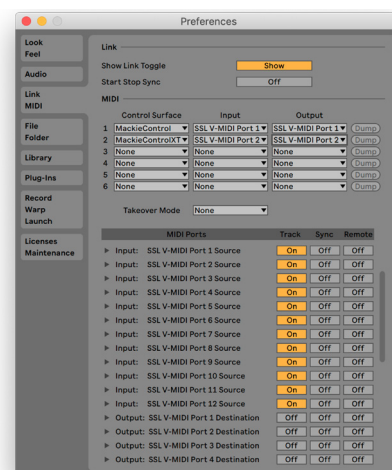 Preferences
Look
Feel
Audio
Link
MIDI
File
Folder
Library
Plug-Ins
Record
Warp
Launch
Licenses
Maintenance
Link
Show Link Toggle Show
Start Stop Sync Off
MIDI
Control Surface Input Output
1 MackieControl SSL V-MIDI Port 1 SSL V-MIDI Port 1 Dump
2 MackieControlXT SSL V-MIDI Port 2 SSL V-MIDI Port 2 Dump
3 None None None Dump
4 None None None Dump
5 None None None Dump
6 None None None Dump
Takeover Mode None
MIDI Ports Track Sync Remote
Input: SSL V-MIDI Port 1 Source On Off Off
Input: SSL V-MIDI Port 2 Source On Off Off
Input: SSL V-MIDI Port 3 Source On Off Off
Input: SSL V-MIDI Port 4 Source On Off Off
Input: SSL V-MIDI Port 5 Source On Off Off
Input: SSL V-MIDI Port 6 Source On Off Off
Input: SSL V-MIDI Port 7 Source On Off Off
Input: SSL V-MIDI Port 8 Source On Off Off
Input: SSL V-MIDI Port 9 Source On Off Off
Input: SSL V-MIDI Port 10 Source On Off Off
Input: SSL V-MIDI Port 11 Source On Off Off
Input: SSL V-MIDI Port 12 Source On Off Off
Output: SSL V-MIDI Port 1 Destination Off Off Off
Output: SSL V-MIDI Port 2 Destination Off Off Off
Output: SSL V-MIDI Port 3 Destination Off Off Off
Output: SSL V-MIDI Port 4 Destination Off Off Off